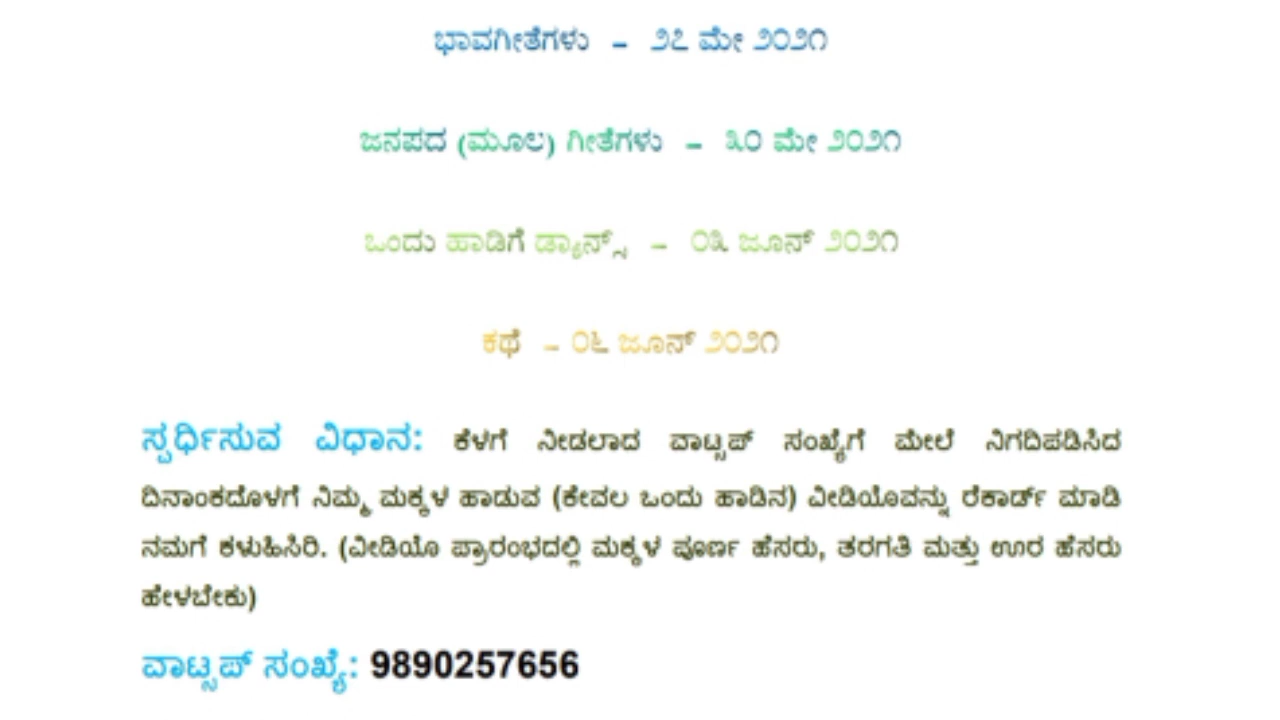 ಭಾವಗೀತೆಗಳು – ೨೭ ಮೇ ೨೦೨೧
ಜನಪದ (ಮೂಲ) ಗೀತೆಗಳು – ೩೦ ಮೇ ೨೦೨೧
ಒಂದು ಹಾಡಿಗೆ ಡ್ಯಾನ್ಸ್ – ೦೩ ಜೂನ್ ೨೦೨೧
ಕಥೆ – ೦೬ ಜೂನ್ ೨೦೨೧
ಸ್ಪರ್ಧಿಸುವ ವಿಧಾನ: ಕೆಳಗೆ ನೀಡಲಾದ ವಾಟ್ಸಪ್ ಸಂಖ್ಯೆಗೆ ಮೇಲೆ ನಿಗದಿಪಡಿಸಿದ
ದಿನಾಂಕದೊಳಗೆ ನಿಮ್ಮ ಮಕ್ಕಳ ಹಾಡುವ (ಕೇವಲ ಒಂದು ಹಾಡಿನ) ವೀಡಿಯೊವನ್ನು ರೆಕಾರ್ಡ್ ಮಾಡಿ
ನಮಗೆ ಕಳುಹಿಸಿರಿ. (ವೀಡಿಯೊ ಪ್ರಾರಂಭದಲ್ಲಿ ಮಕ್ಕಳ ಪೂರ್ಣ ಹೆಸರು, ತರಗತಿ ಮತ್ತು ಊರ ಹೆಸರು
ಹೇಳಬೇಕು)
ವಾಟ್ಸಪ್ ಸಂಖ್ಯೆ: 9890257656